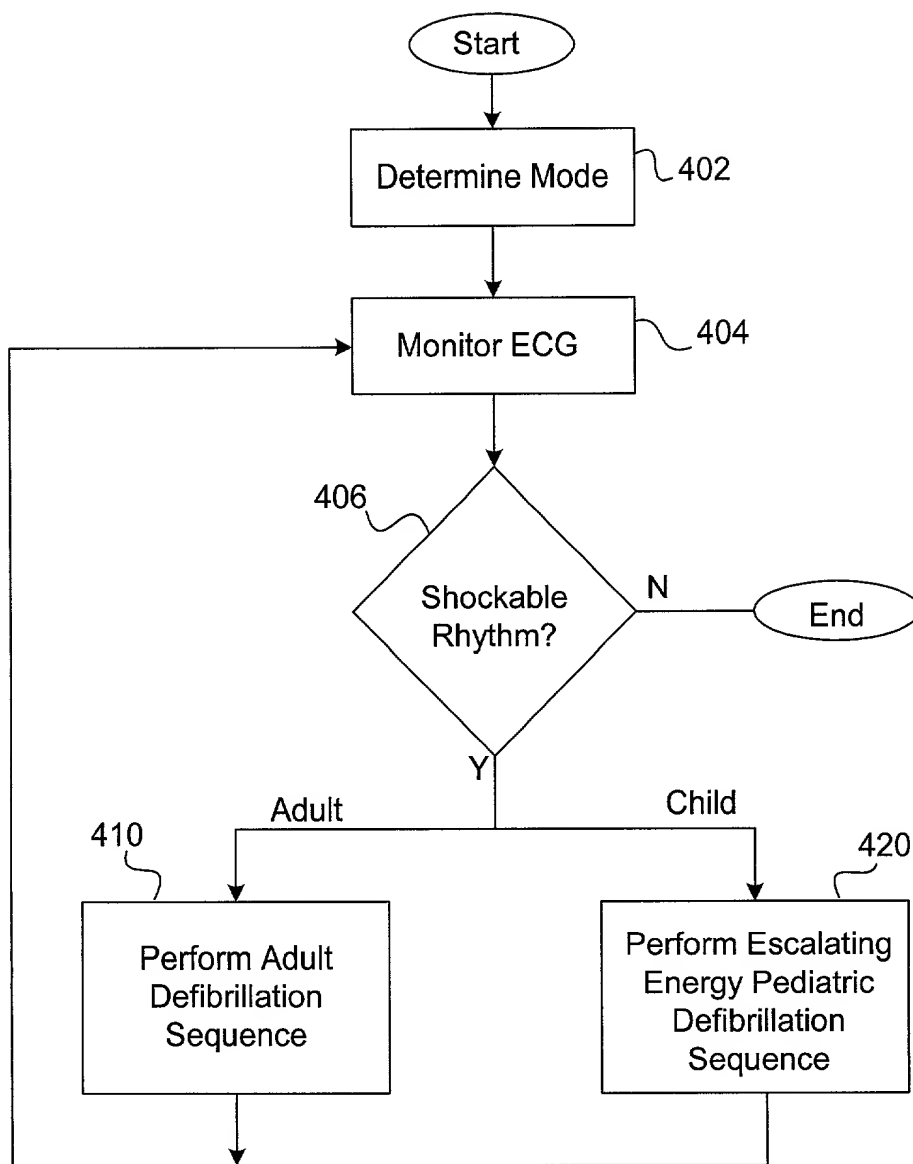 Start
Determine Mode
402
Monitor ECG
404
406
Shockable
Rhythm?
N
End
Y
Adult
Child
410
420
Perform Adult
Defibrillation
Sequence
Perform Escalating
Energy Pediatric
Defibrillation
Sequence